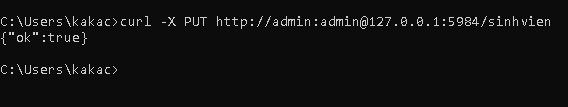 C:\Users\kakac>curl -X PUT http://admin:admin@127.0.0.1:5984/sinhvien
{"ok":true}
C:\Users\kakac>